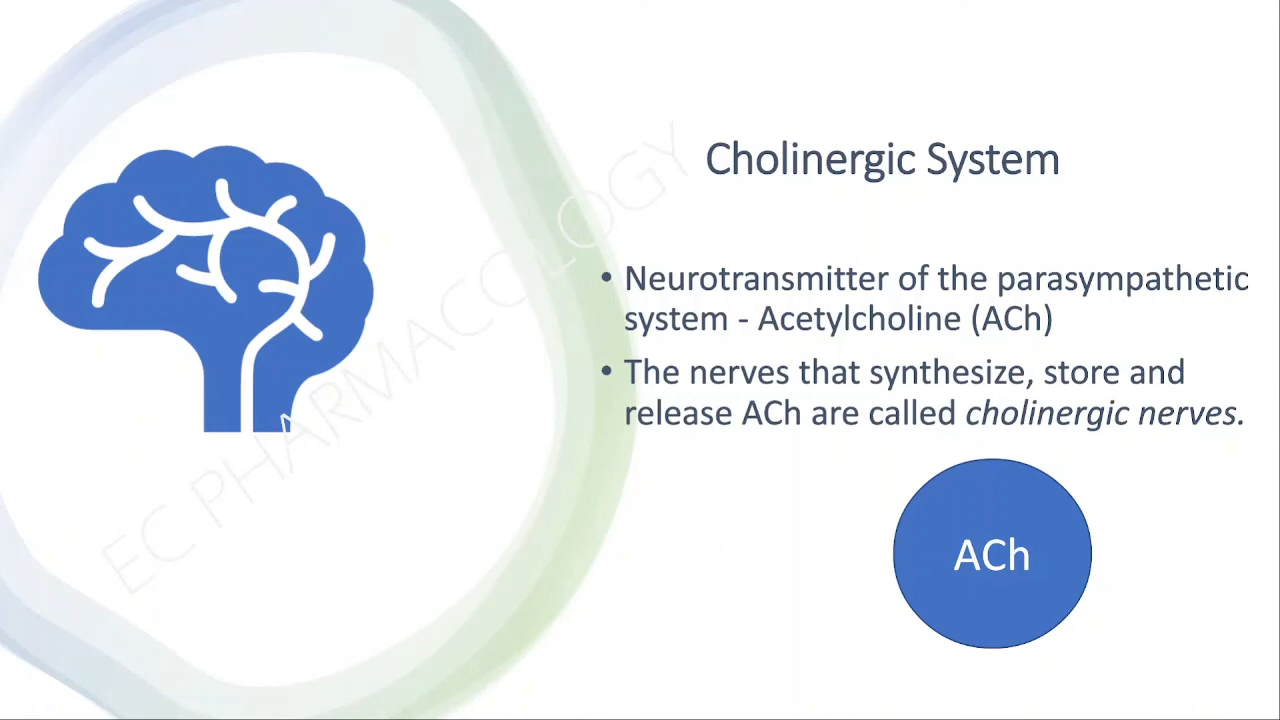 Cholinergic System
• Neurotransmitter of the parasympathetic
system - Acetylcholine (ACh)
• The nerves that synthesize, store and
release ACh are called cholinergic nerves.
ACh
EC PHARMACOLOGY